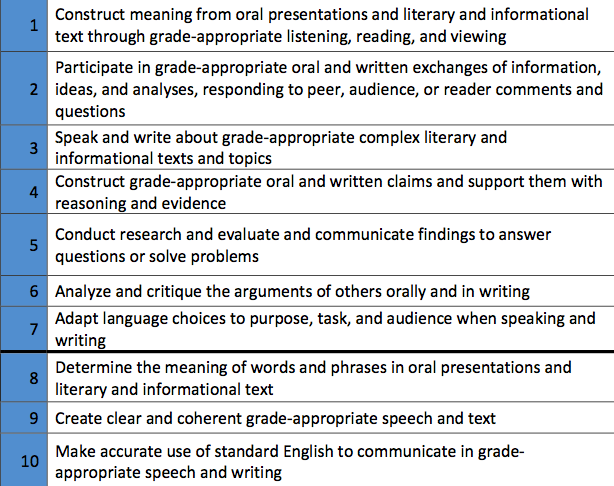 1 Construct meaning from oral presentations and literary and informational
text through grade-appropriate listening, reading, and viewing
2 Participate in grade-appropriate oral and written exchanges of information,
ideas, and analyses, responding to peer, audience, or reader comments and
questions
3 Speak and write about grade-appropriate complex literary and
informational texts and topics
4 Construct grade-appropriate oral and written claims and support them with
reasoning and evidence
5 Conduct research and evaluate and communicate findings to answer
questions or solve problems
6 Analyze and critique the arguments of others orally and in writing
7 Adapt language choices to purpose, task, and audience when speaking and
writing
8 Determine the meaning of words and phrases in oral presentations and
literary and informational text
9 Create clear and coherent grade-appropriate speech and text
10 Make accurate use of standard English to communicate in grade-
appropriate speech and writing